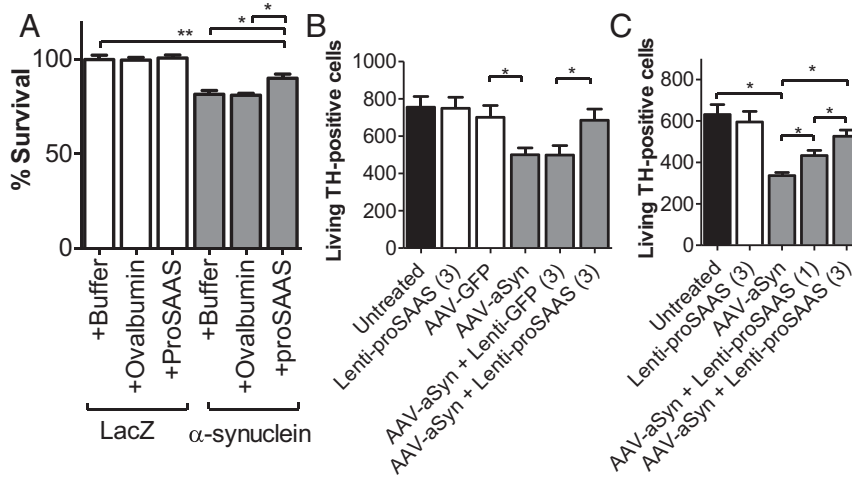 A
% Survival
100
50
0
**
*
*
+Buffer
+Ovalbumin
+ProSAAS
+Buffer
+Ovalbumin
+proSAAS
LacZ
α-synuclein
B
Living TH-positive cells
1000
800
600
400
200
0
*
*
Untreated
Lenti-proSAAS (3)
AAV-GFP
AAV-aSyn
AAV-aSyn + Lenti-GFP (3)
AAV-aSyn + Lenti-proSAAS (3)
C
Living TH-positive cells
800
600
400
200
0
*
*
*
*
Untreated
Lenti-proSAAS (3)
AAV-aSyn
AAV-aSyn + Lenti-proSAAS (1)
AAV-aSyn + Lenti-proSAAS (3)